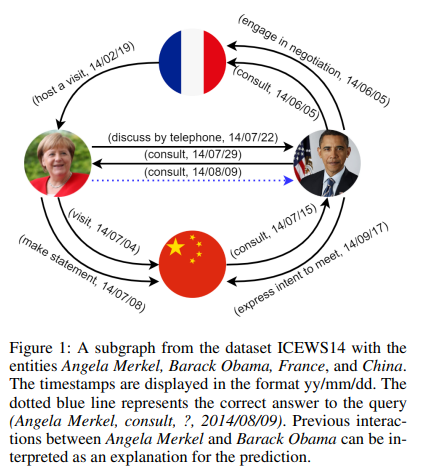 (engage in negotiation, 14/06/05)
(host a visit, 14/02/19)
(consult, 14/06/05)
(discuss by telephone, 14/07/22)
(consult, 14/07/29)
(consult, 14/08/09)
(visit, 14/07/04)
(consult, 14/07/15)
(make statement, 14/07/08)
(express intent to meet, 14/09/17)
Figure 1: A subgraph from the dataset ICEWS14 with the
entities Angela Merkel, Barack Obama, France, and China.
The timestamps are displayed in the format yy/mm/dd. The
dotted blue line represents the correct answer to the query
(Angela Merkel, consult, ?, 2014/08/09). Previous interac-
tions between Angela Merkel and Barack Obama can be in-
terpreted as an explanation for the prediction.